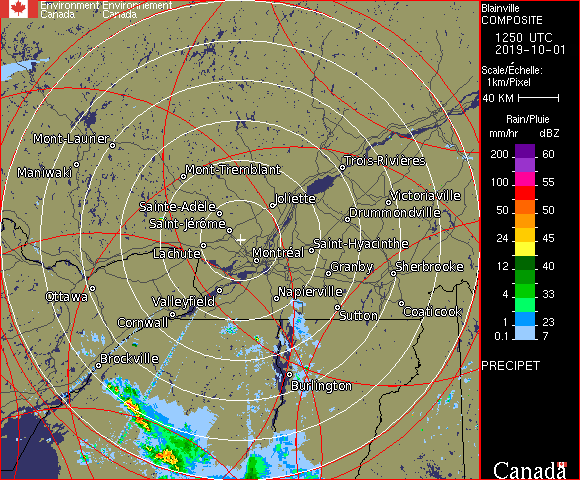 Environment Environnement
Canada Canada
Blainville
COMPOSITE
1250 UTC
2019-10-01
Scale/Échelle:
1km/Pixel
40 KM
Rain/Pluie
mm/hr dBZ
200 60
100 55
50 50
24 45
12 40
4 33
1 23
0.1 7
PRECIPET
Canada
Mont-Laurier
Maniwaki
Mont-Tremblant
Trois-Rivières
Joliette
Victoriaville
Sainte-Adèle
Drummondville
Saint-Jérôme
Saint-Hyacinthe
Lachute
Montréal
Granby
Sherbrooke
Ottawa
Napierville
Valleyfield
Sutton
Coaticook
Cornwall
Brockville
Burlington